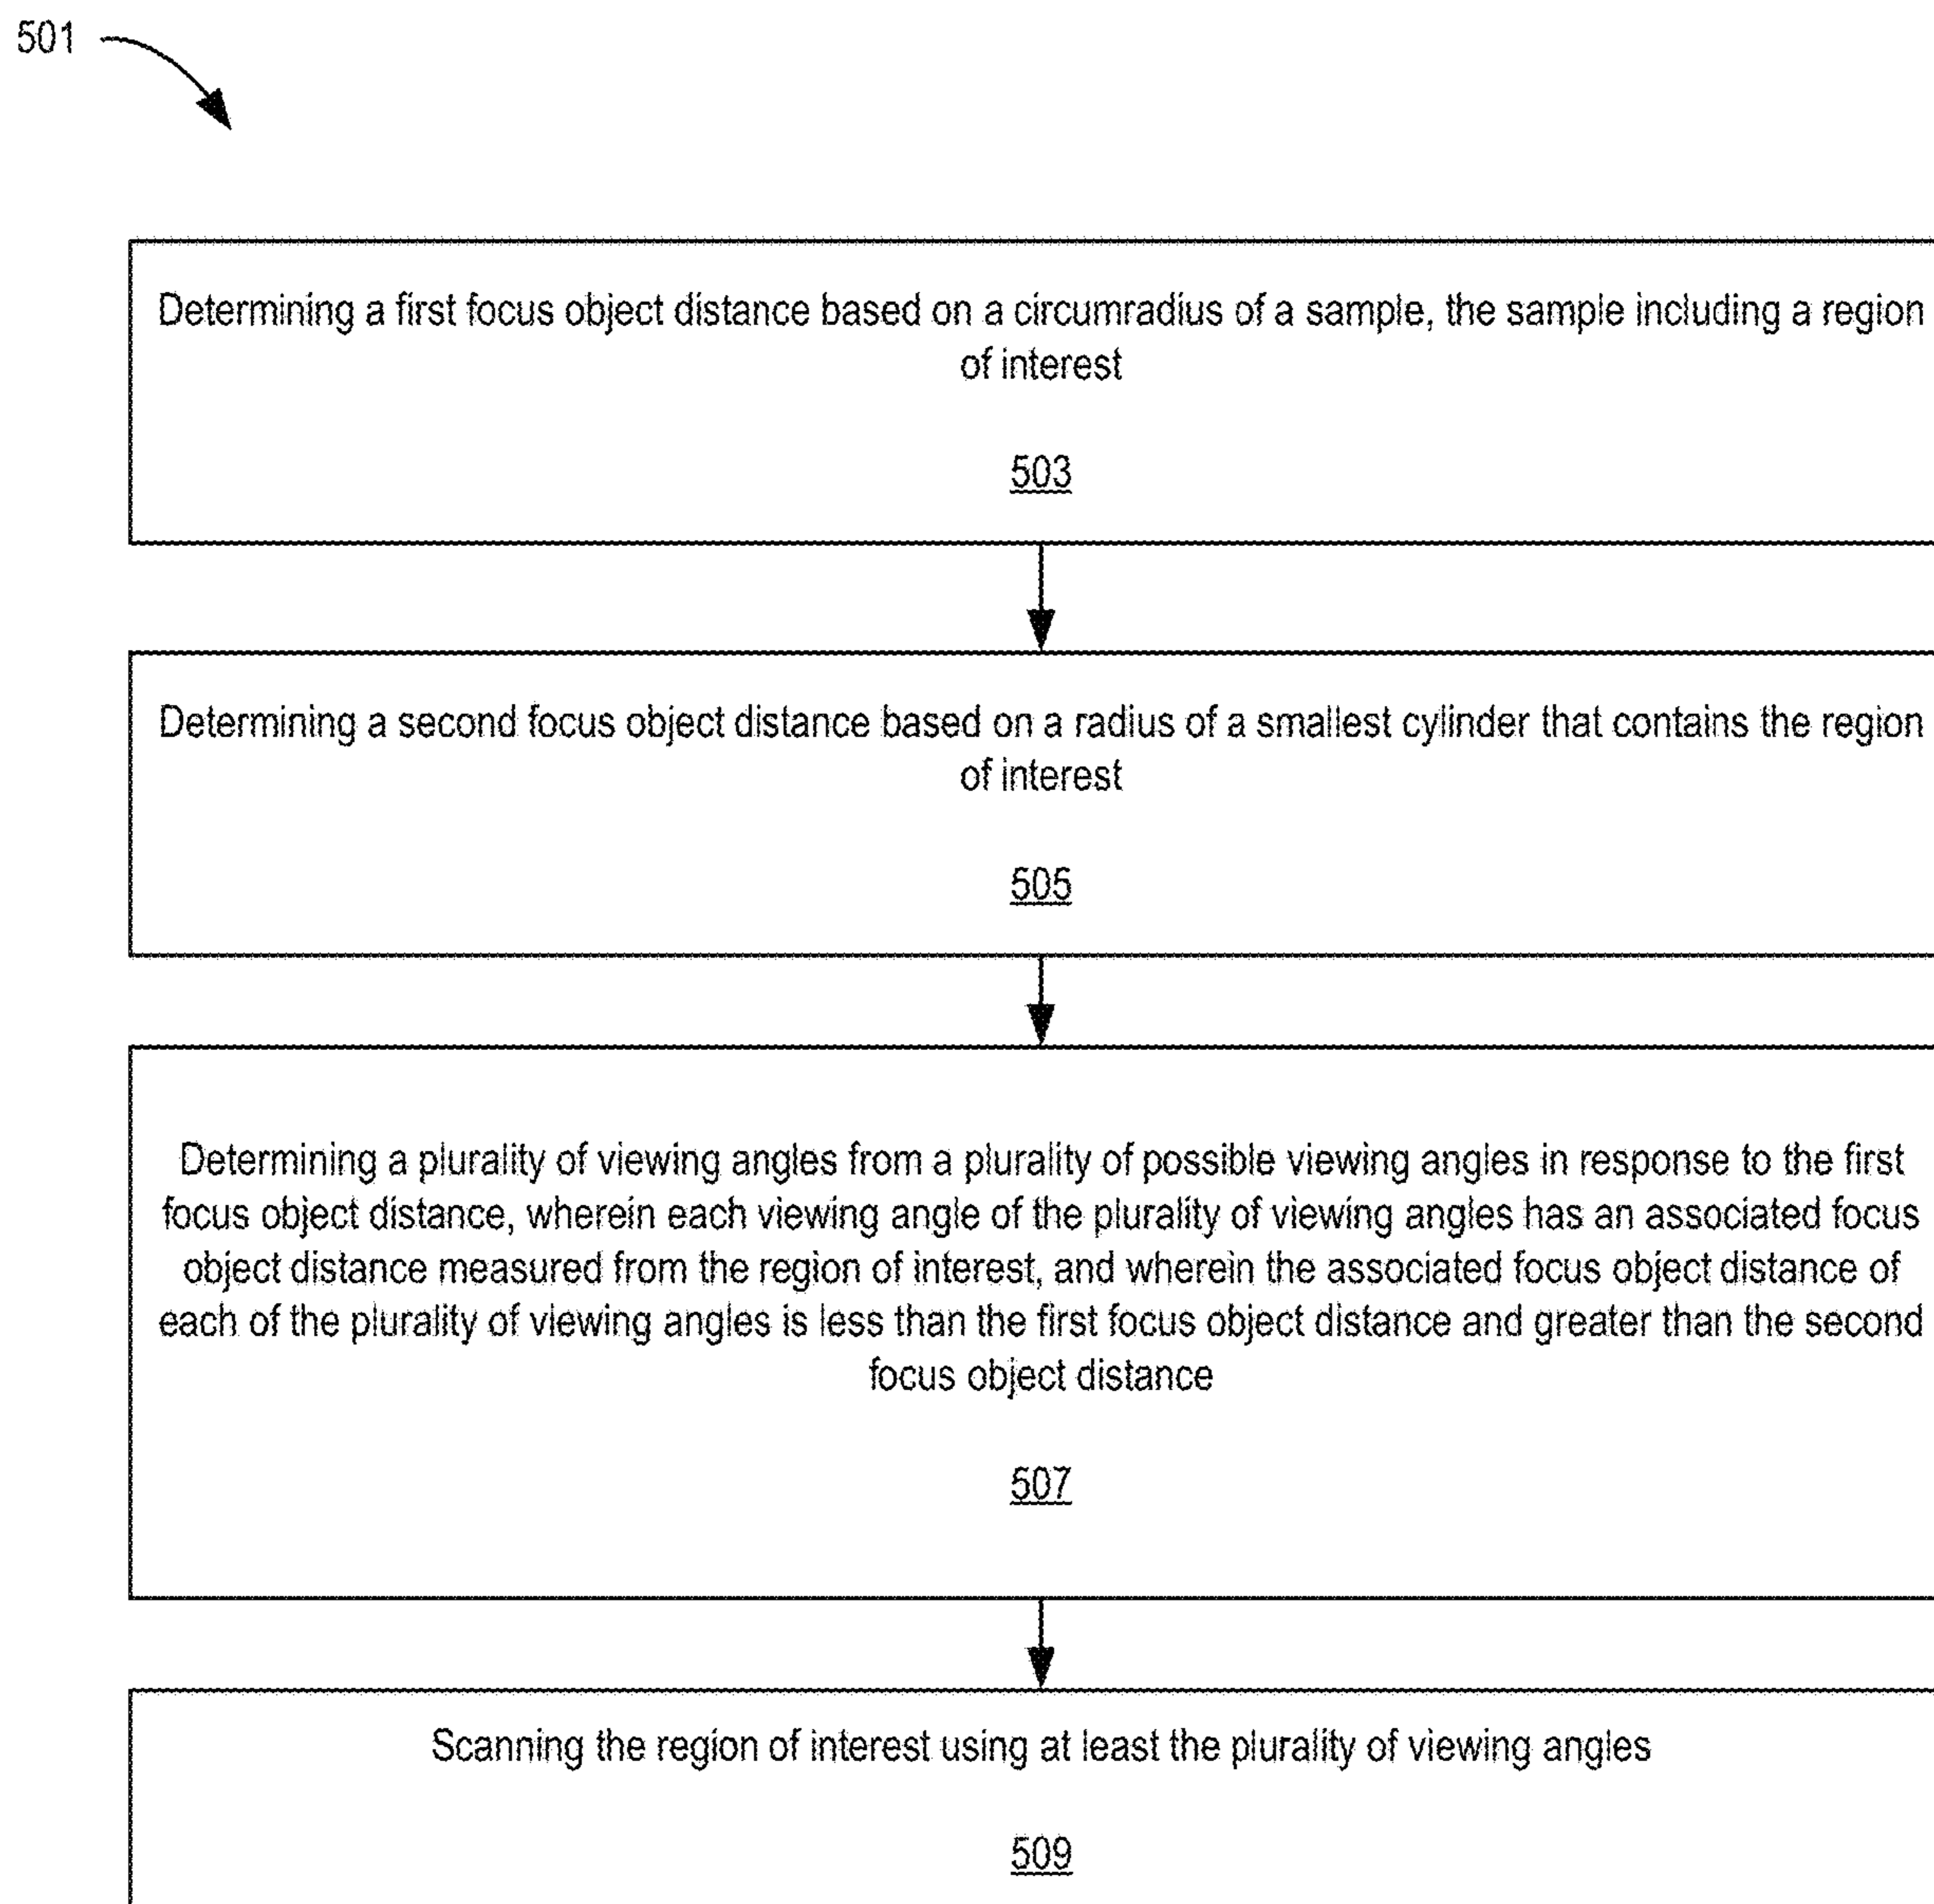 501
Determining a first focus object distance based on a circumradius of a sample, the sample including a region
of interest
503
Determining a second focus object distance based on a radius of a smallest cylinder that contains the region
of interest
505
Determining a plurality of viewing angles from a plurality of possible viewing angles in response to the first
focus object distance, wherein each viewing angle of the plurality of viewing angles has an associated focus
object distance measured from the region of interest, and wherein the associated focus object distance of
each of the plurality of viewing angles is less than the first focus object distance and greater than the second
focus object distance
507
Scanning the region of interest using at least the plurality of viewing angles
509